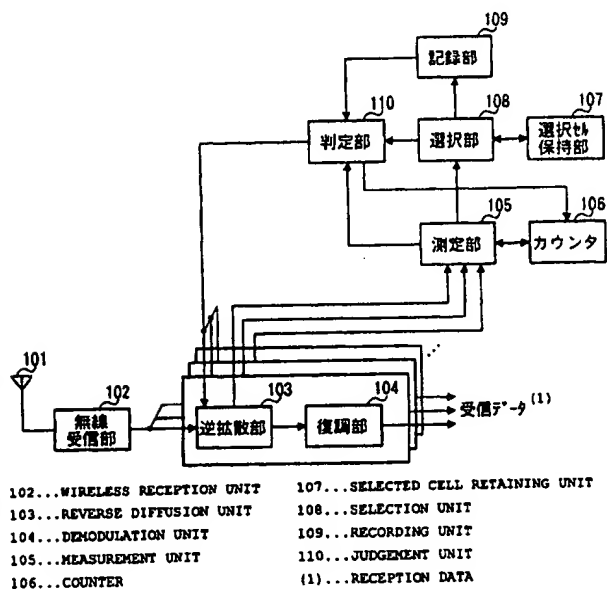 109
記録部
110
108
107
判定部
選択部
選択ｾﾙ
保持部
105
106
測定部
カウンタ
101
102
103
104
無線
受信部
逆拡散部
復調部
受信ﾃﾞｰﾀ(1)
102...WIRELESS RECEPTION UNIT
103...REVERSE DIFFUSION UNIT
104...DEMODULATION UNIT
105...MEASUREMENT UNIT
106...COUNTER
107...SELECTED CELL RETAINING UNIT
108...SELECTION UNIT
109...RECORDING UNIT
110...JUDGEMENT UNIT
(1)...RECEPTION DATA